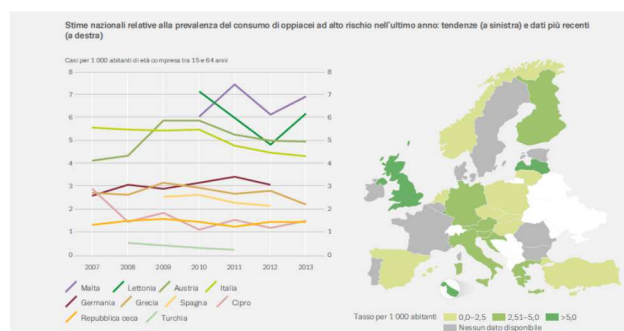 Stime nazionali relative alla prevalenza del consumo di oppiacei ad alto rischio nell'ultimo anno: tendenze (a sinistra) e dati più recenti
(a destra)
Casi per 1 000 abitanti di età compresa tra 15 e 64 anni
8 8
7 7
6 6
5 5
4 4
3 3
2 2
1 1
0 0
2007 2008 2009 2010 2011 2012 2013
Malta Lettonia Austria Italia
Germania Grecia Spagna Cipro
Repubblica ceca Turchia
Tasso per 1 000 abitanti 0,0–2,5 2,51–5,0 >5,0
Nessun dato disponibile